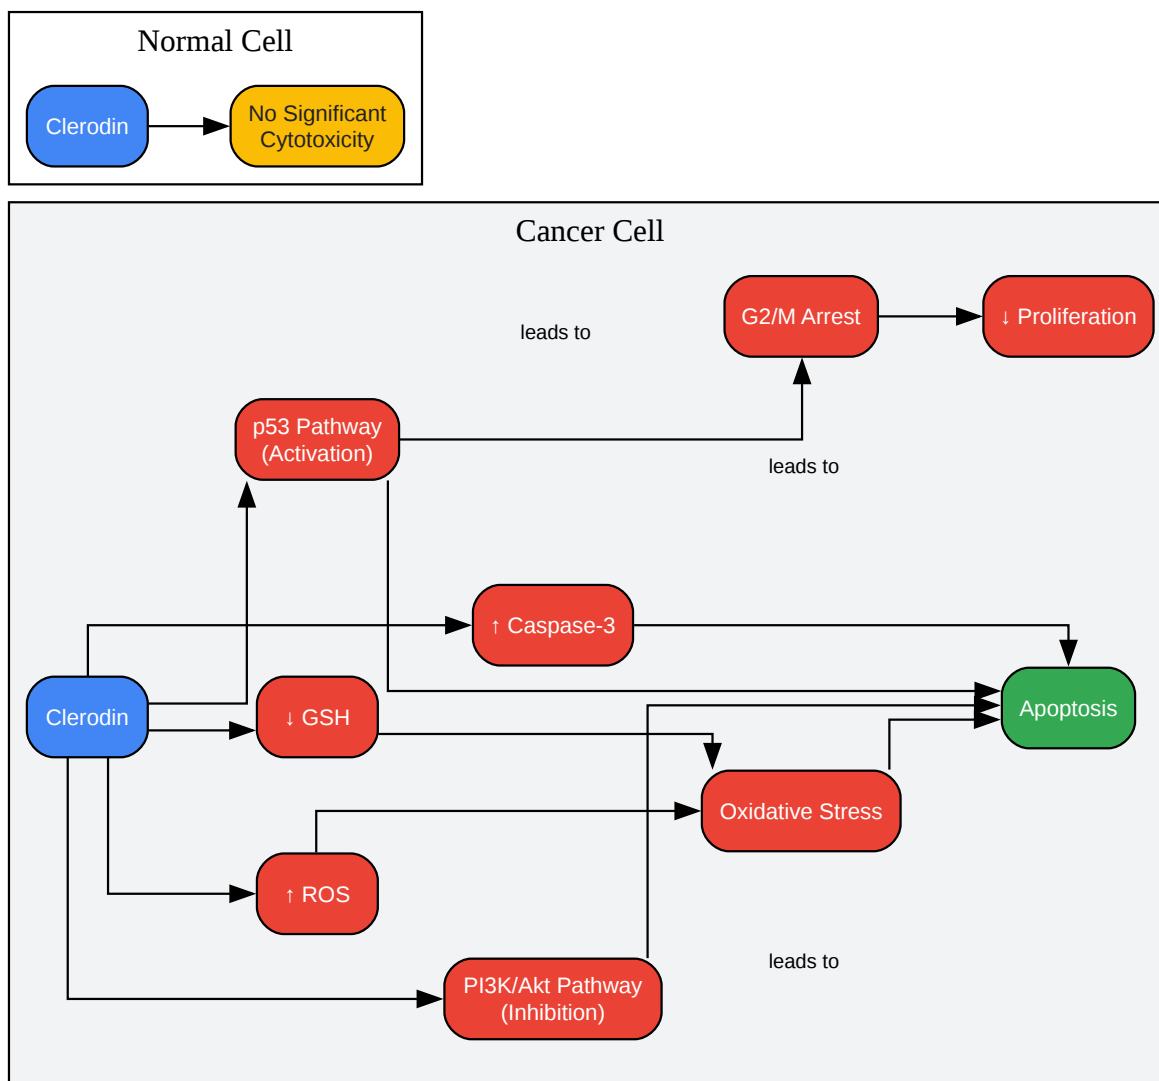 Normal Cell
Clerodin
No Significant
Cytotoxicity
Cancer Cell
G2/M Arrest
↓ Proliferation
leads to
p53 Pathway
(Activation)
leads to
↑ Caspase-3
Clerodin
↓ GSH
Apoptosis
Oxidative Stress
↑ ROS
leads to
PI3K/Akt Pathway
(Inhibition)